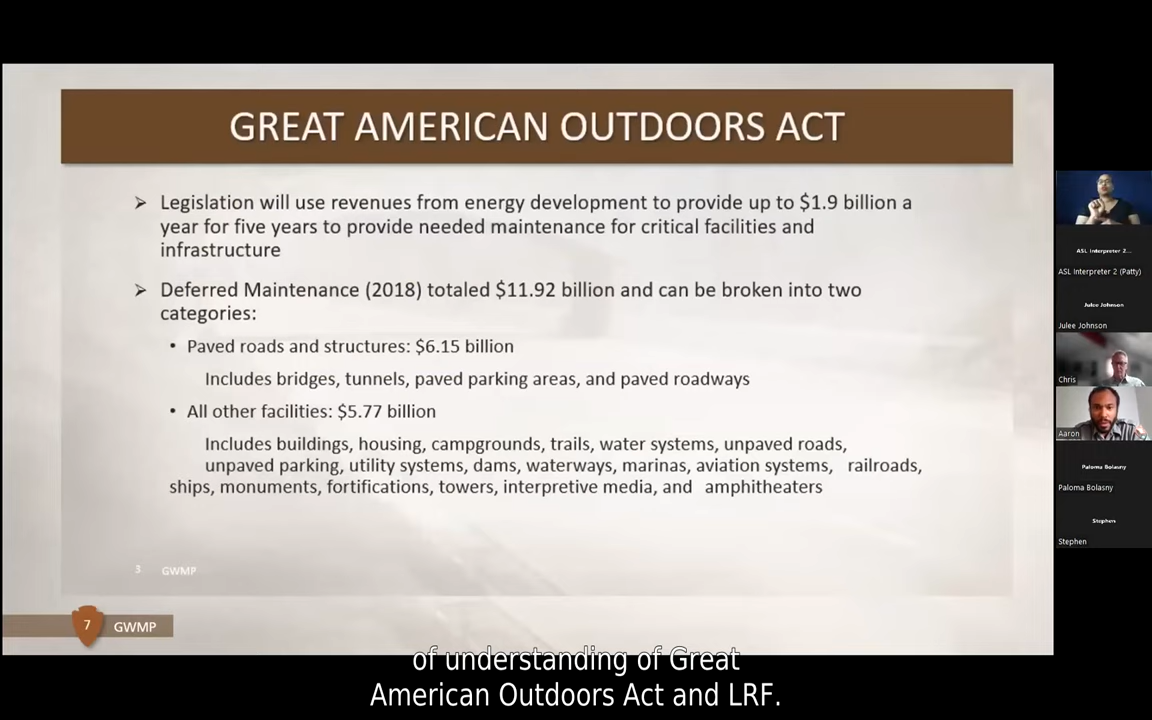 GREAT AMERICAN OUTDOORS ACT
➢ Legislation will use revenues from energy development to provide up to $1.9 billion a
year for five years to provide needed maintenance for critical facilities and
infrastructure
➢ Deferred Maintenance (2018) totaled $11.92 billion and can be broken into two
categories:
• Paved roads and structures: $6.15 billion
Includes bridges, tunnels, paved parking areas, and paved roadways
• All other facilities: $5.77 billion
Includes buildings, housing, campgrounds, trails, water systems, unpaved roads,
unpaved parking, utility systems, dams, waterways, marinas, aviation systems, railroads,
ships, monuments, fortifications, towers, interpretive media, and amphitheaters
3 GWMP
7 GWMP
of understanding of Great
American Outdoors Act and LRF.
ASL Interpreter 2...
ASL Interpreter 2 (Patty)
Julee Johnson
Julee Johnson
Chris
Aaron
Paloma Bolasny
Paloma Bolasny
Stephen
Stephen